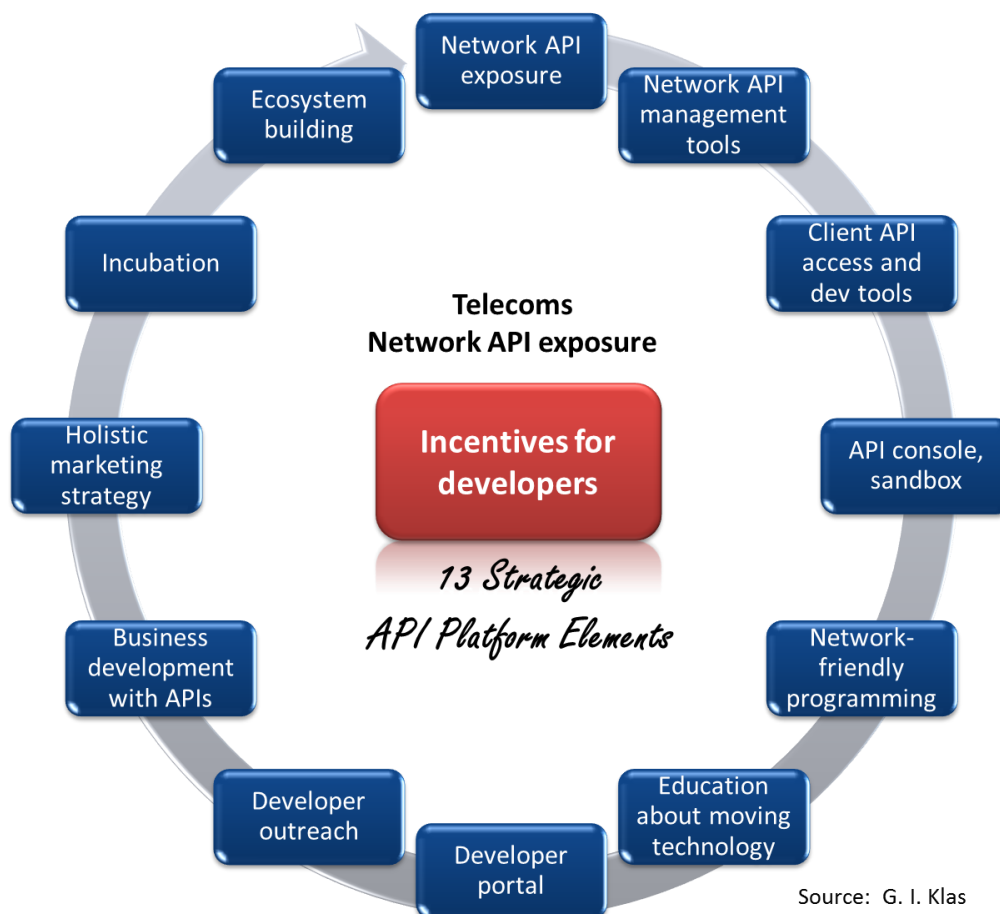 Network API
exposure
Network API
management
tools
Client API
access and
dev tools
API console,
sandbox
Network-
friendly
programming
Education
about moving
technology
Developer
portal
Developer
outreach
Business
development
with APIs
Holistic
marketing
strategy
Incubation
Ecosystem
building
Telecoms
Network API exposure
Incentives for
developers
13 Strategic
API Platform Elements
Source: G. I. Klas